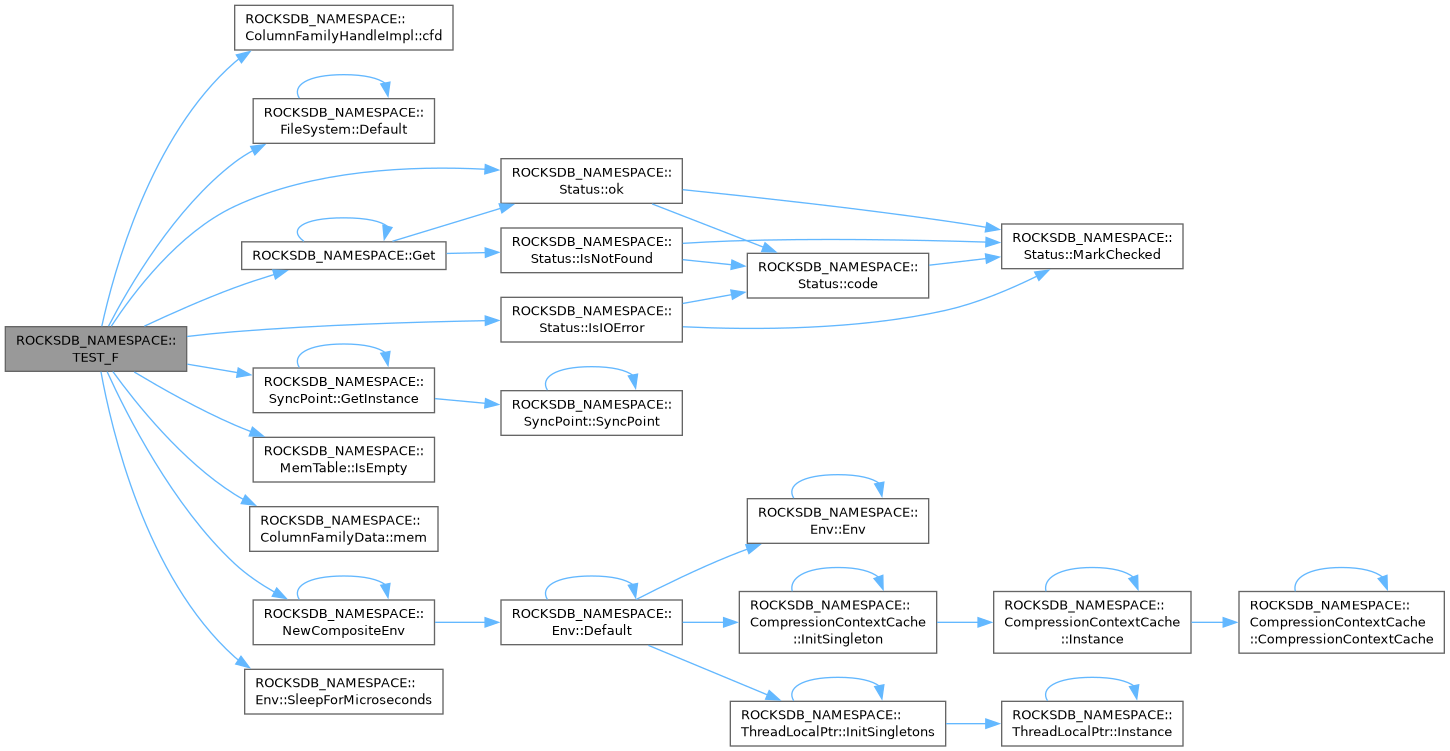 ROCKSDB_NAMESPACE::
TEST_F
ROCKSDB_NAMESPACE::
ColumnFamilyHandleImpl::cfd
ROCKSDB_NAMESPACE::
FileSystem::Default
ROCKSDB_NAMESPACE::Get
ROCKSDB_NAMESPACE::
Status::ok
ROCKSDB_NAMESPACE::
Status::IsNotFound
ROCKSDB_NAMESPACE::
Status::code
ROCKSDB_NAMESPACE::
Status::MarkChecked
ROCKSDB_NAMESPACE::
Status::IsIOError
ROCKSDB_NAMESPACE::
SyncPoint::GetInstance
ROCKSDB_NAMESPACE::
SyncPoint::SyncPoint
ROCKSDB_NAMESPACE::
MemTable::IsEmpty
ROCKSDB_NAMESPACE::
ColumnFamilyData::mem
ROCKSDB_NAMESPACE::
NewCompositeEnv
ROCKSDB_NAMESPACE::
Env::Default
ROCKSDB_NAMESPACE::
Env::Env
ROCKSDB_NAMESPACE::
CompressionContextCache
::InitSingleton
ROCKSDB_NAMESPACE::
CompressionContextCache
::Instance
ROCKSDB_NAMESPACE::
CompressionContextCache
::CompressionContextCache
ROCKSDB_NAMESPACE::
ThreadLocalPtr::InitSingletons
ROCKSDB_NAMESPACE::
ThreadLocalPtr::Instance
ROCKSDB_NAMESPACE::
Env::SleepForMicroseconds